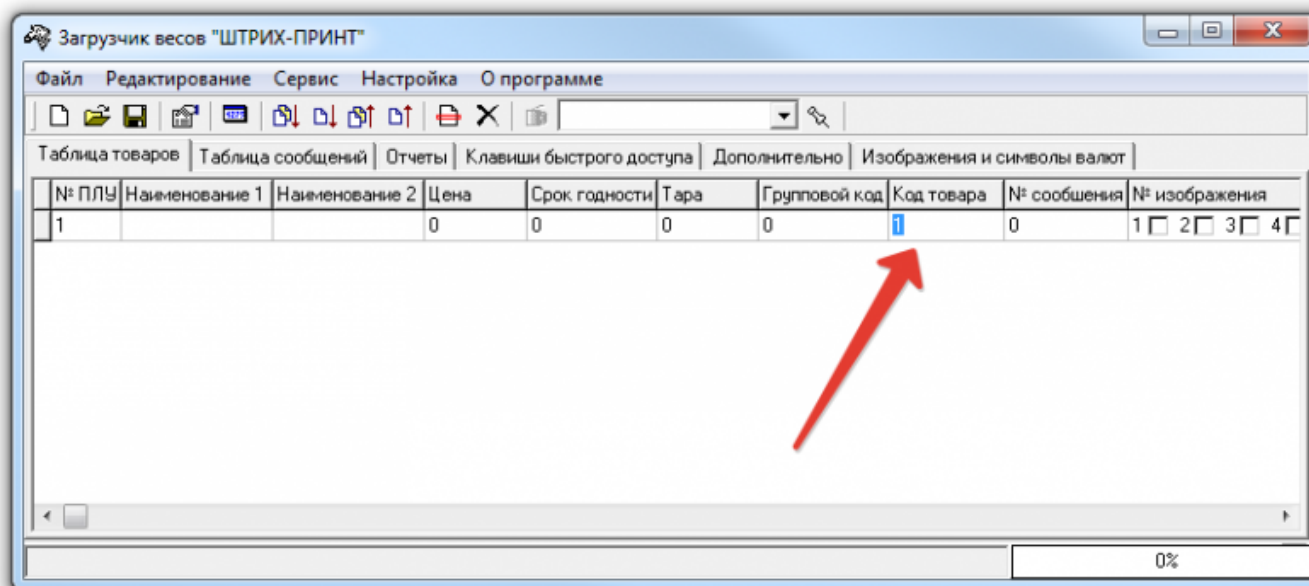 Загрузчик весов "ШТРИХ-ПРИНТ"
Файл Редактирование Сервис Настройка О программе
Таблица товаров Таблица сообщений Отчеты Клавиши быстрого доступа Дополнительно Изображения и символы валют
№ ПЛУ Наименование 1 Наименование 2 Цена Срок годности Тара Групповой код Код товара № сообшения № изображения
1 0 0 0 0 1 0 1 2 3 4
0%